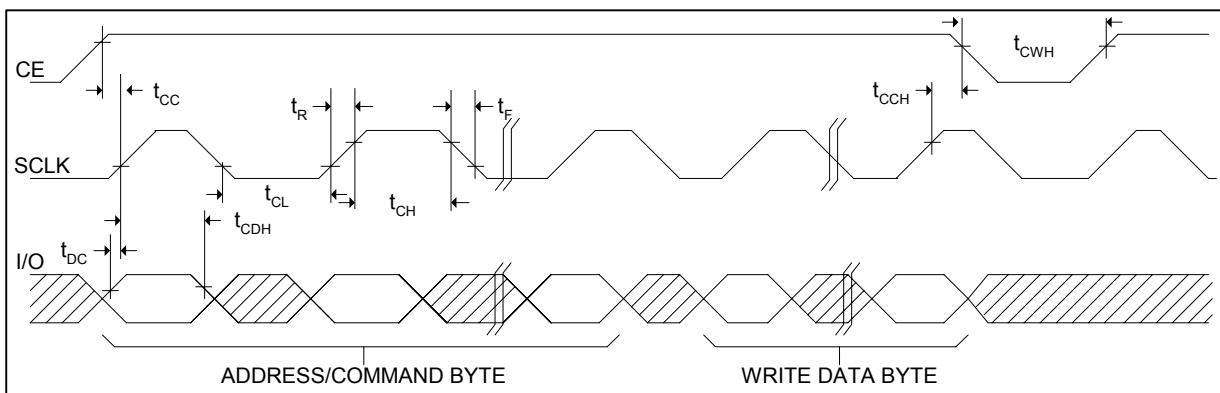 CE
t_CWH
t_CC
t_R
t_F
t_CCH
SCLK
t_CL
t_CH
t_CDH
t_DC
I/O
ADDRESS/COMMAND BYTE
WRITE DATA BYTE